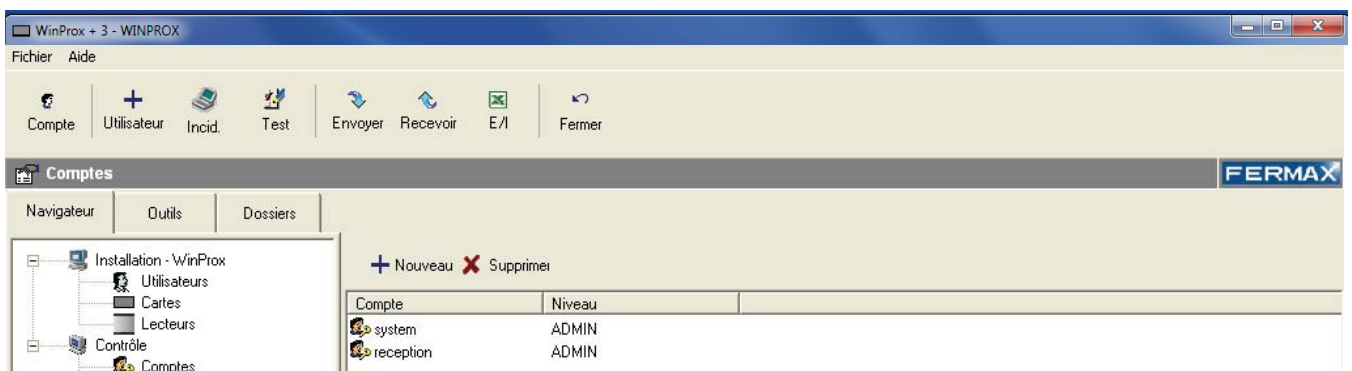 WinProx + 3 - WINPROX
Fichier Aide
Compte Utilisateur Incid. Test Envoyer Recevoir E/I Fermer
Comptes FERMAX
Navigateur Outils Dossiers
Installation - WinProx
Nouveau Supprimer
Utilisateurs
Cartes
Compte Niveau
Lecteurs
system ADMIN
Contrôle
reception ADMIN
Comptes